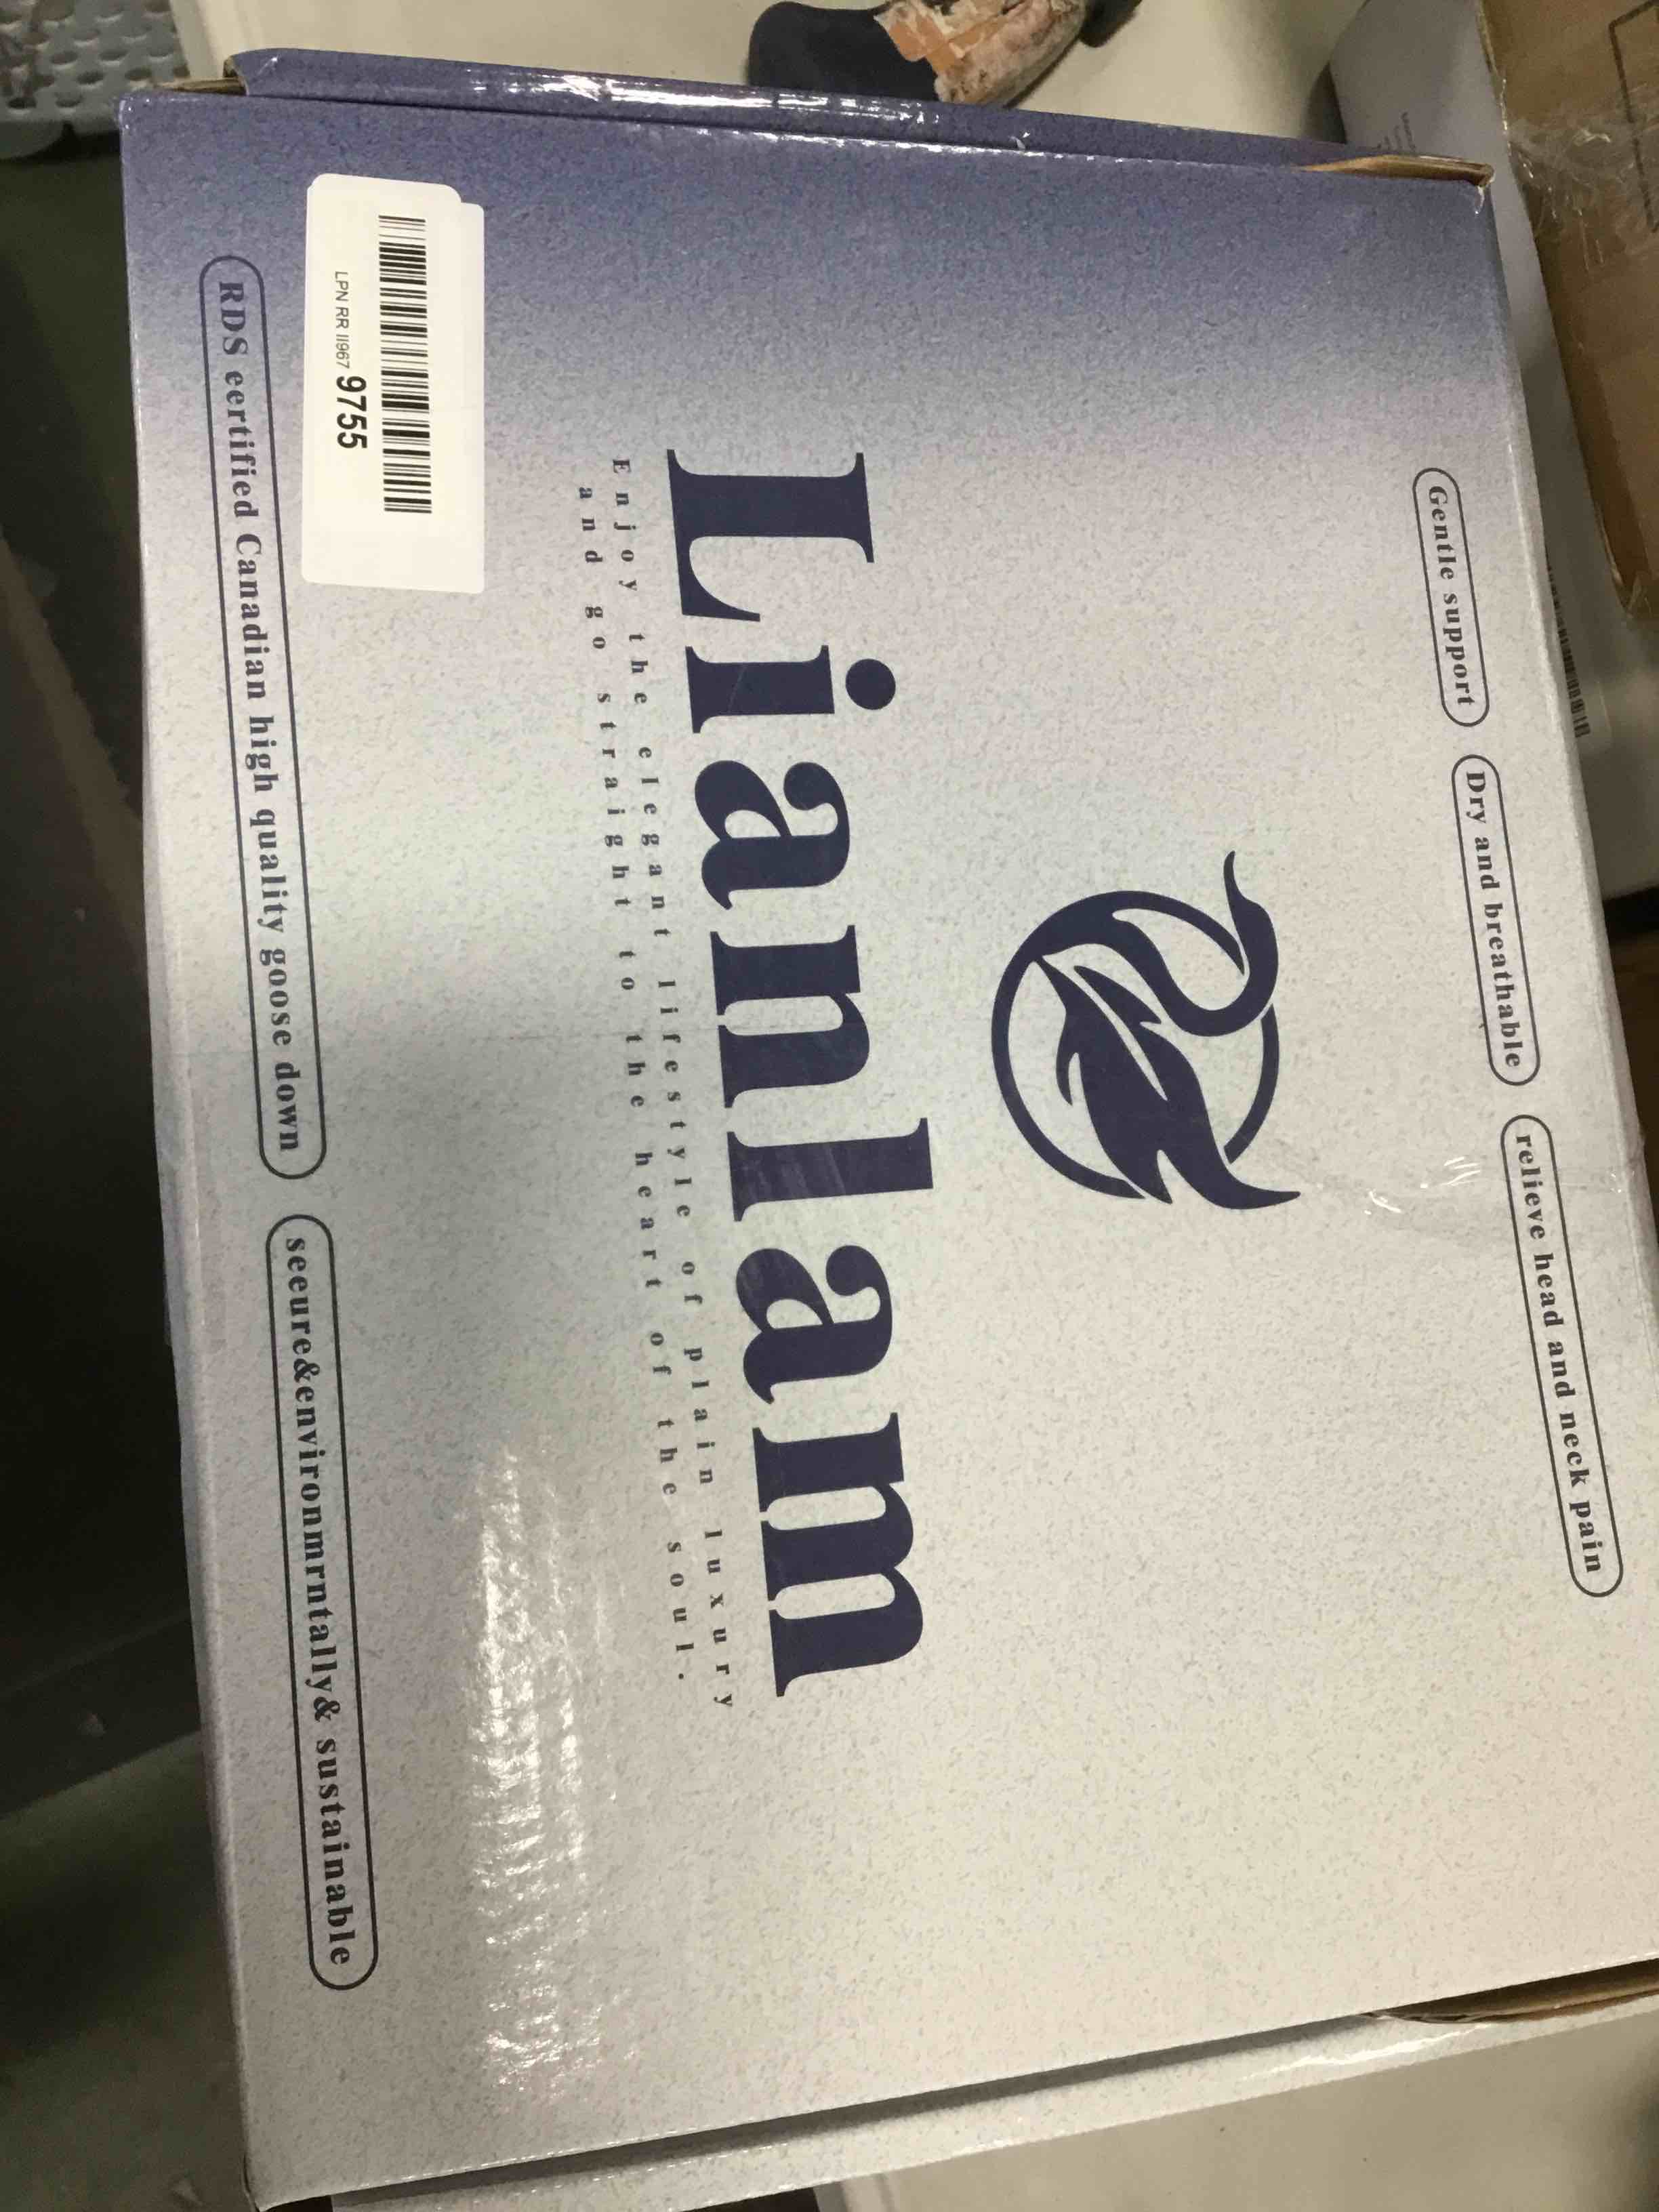 Gentle support
Dry and breathable
relieve head and neck pain
Lianlam
Enjoy the elegant lifestyle of plain luxury
and go straight to the heart of the soul.
LPN RR II967 9755
RDS eertified Canadian high quality goose down
seeure&environmrntally& sustainable